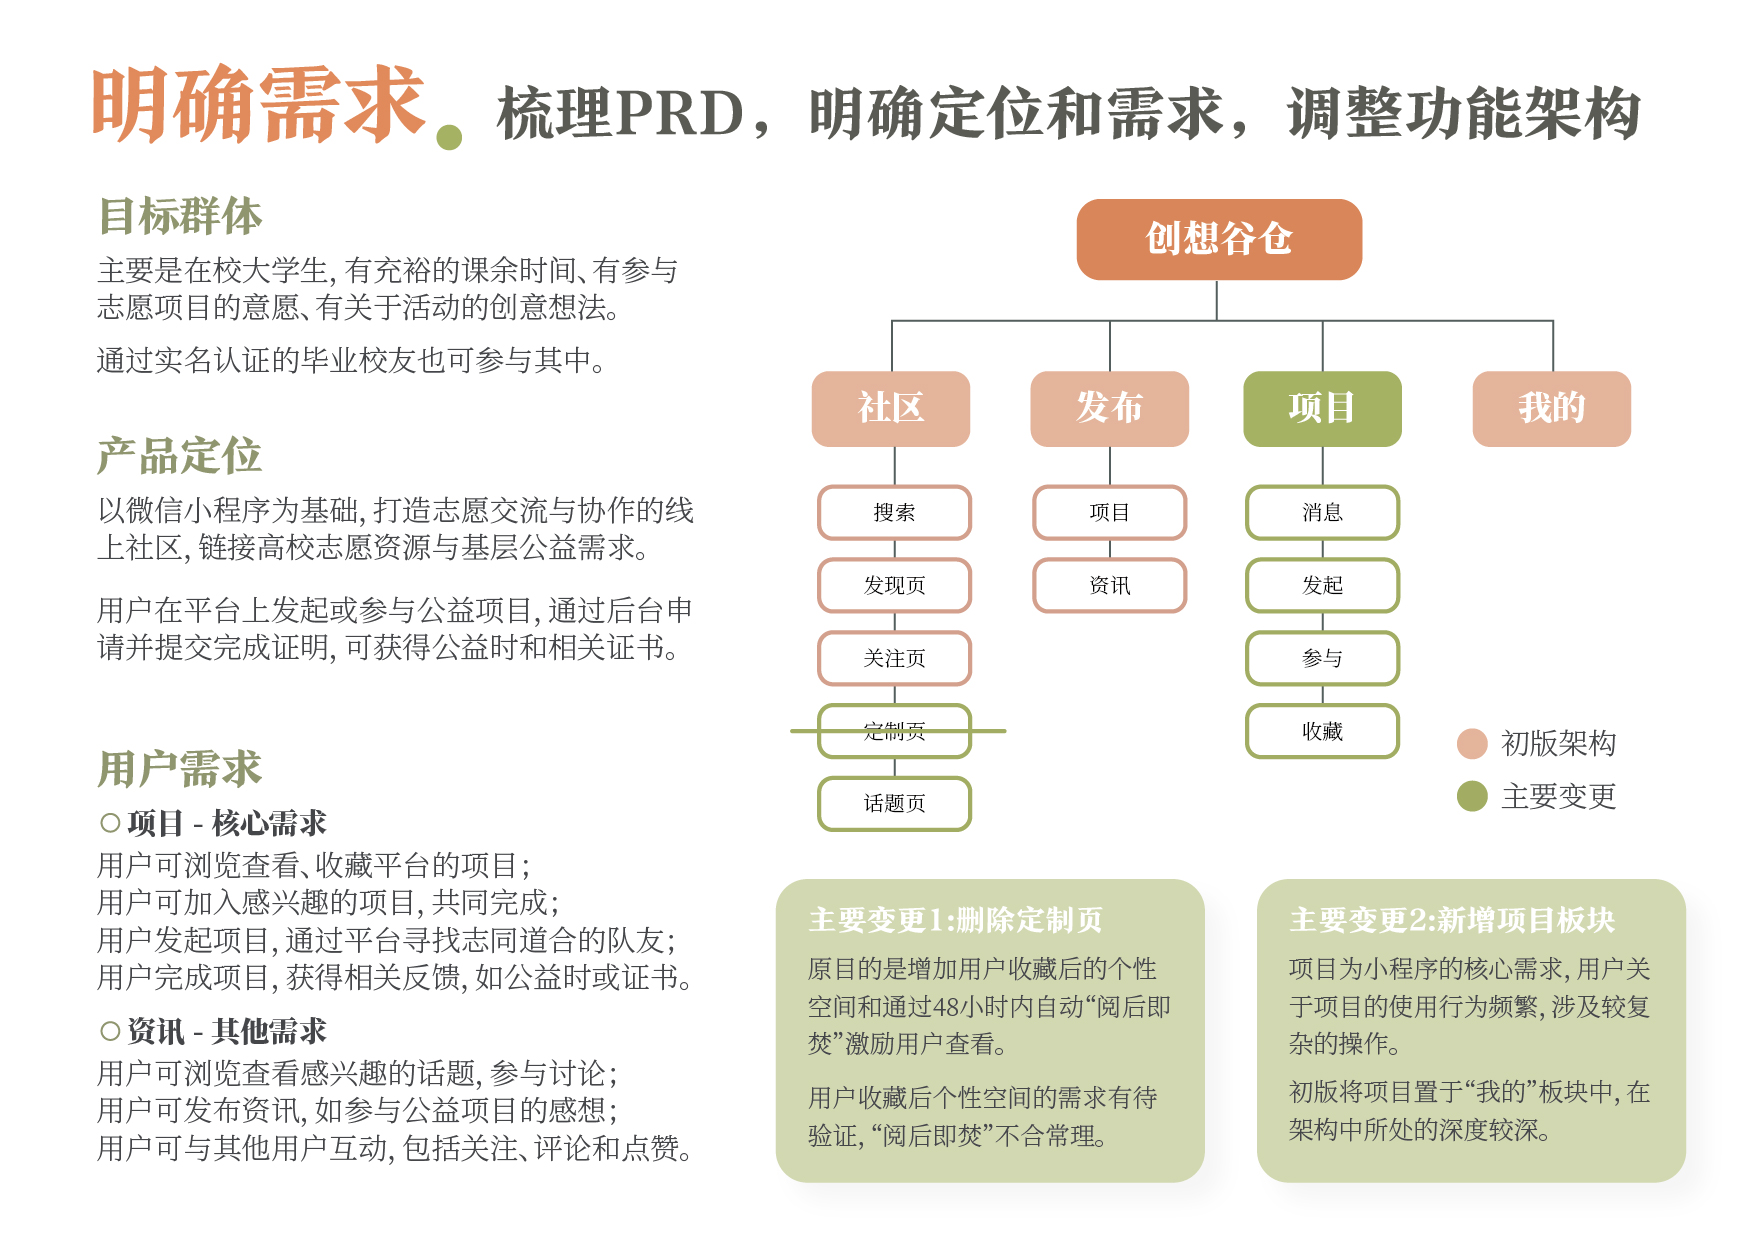 明确需求
梳理PRD，明确定位和需求，调整功能架构
目标群体
主要是在校大学生, 有充裕的课余时间、有参与
志愿项目的意愿、有关于活动的创意想法。
通过实名认证的毕业校友也可参与其中。
产品定位
以微信小程序为基础, 打造志愿交流与协作的线
上社区, 链接高校志愿资源与基层公益需求。
用户在平台上发起或参与公益项目, 通过后台申
请并提交完成证明, 可获得公益时和相关证书。
用户需求
项目 - 核心需求
用户可浏览查看、收藏平台的项目；
用户可加入感兴趣的项目, 共同完成；
用户发起项目, 通过平台寻找志同道合的队友；
用户完成项目, 获得相关反馈, 如公益时或证书。
资讯 - 其他需求
用户可浏览查看感兴趣的话题, 参与讨论；
用户可发布资讯, 如参与公益项目的感想；
用户可与其他用户互动, 包括关注、评论和点赞。
创想谷仓
社区
发布
项目
我的
搜索
发现页
关注页
定制页
话题页
项目
资讯
消息
发起
参与
收藏
初版架构
主要变更
主要变更1:删除定制页
原目的是增加用户收藏后的个性
空间和通过48小时内自动“阅后即
焚”激励用户查看。
用户收藏后个性空间的需求有待
验证, “阅后即焚”不合常理。
主要变更2:新增项目板块
项目为小程序的核心需求, 用户关
于项目的使用行为频繁, 涉及较复
杂的操作。
初版将项目置于“我的”板块中, 在
架构中所处的深度较深。